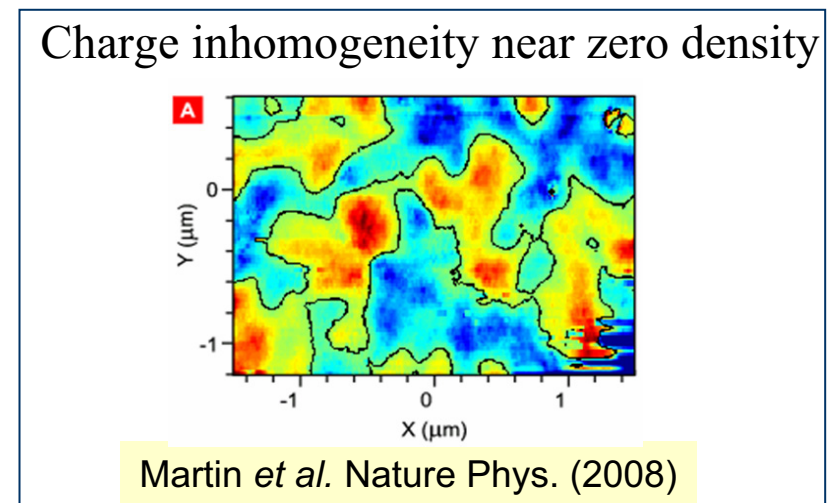 Charge inhomogeneity near zero density
A
0
Y (μm)
-1
-1
0
1
X (μm)
Martin et al. Nature Phys. (2008)